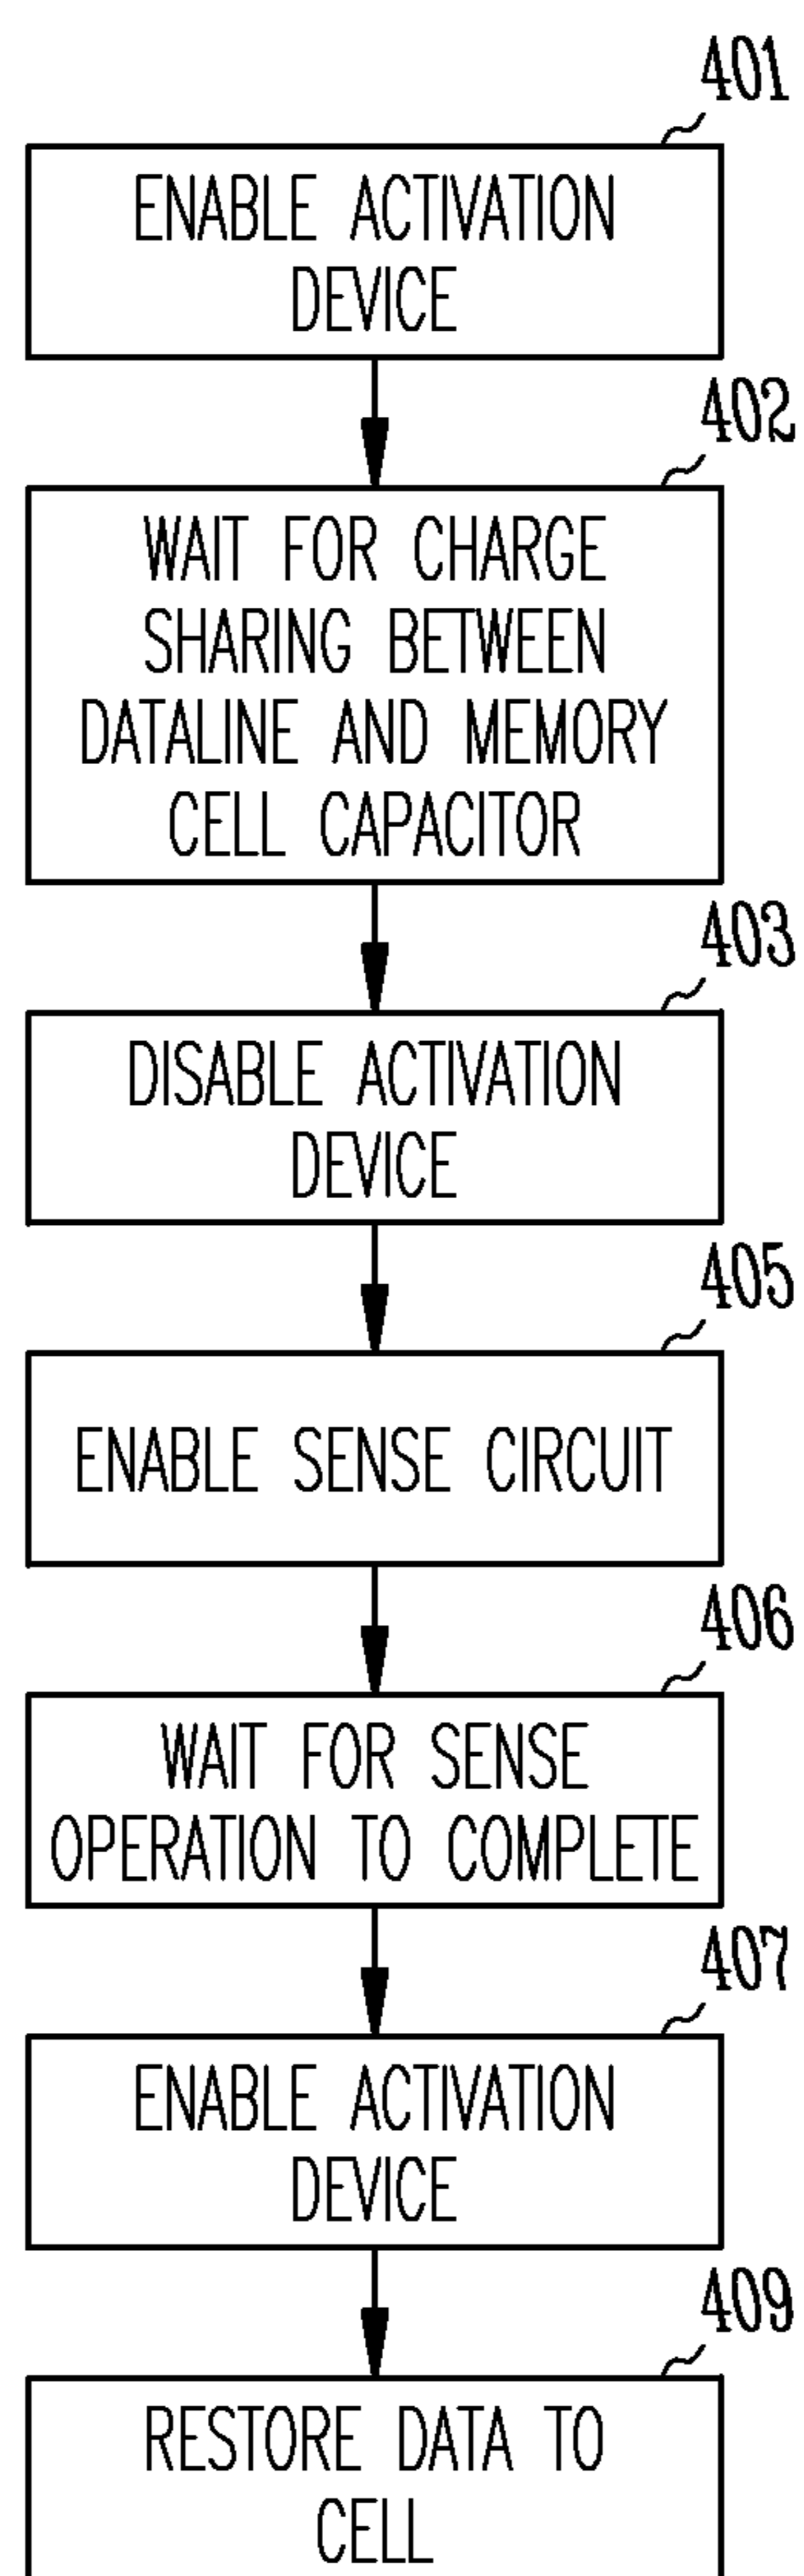 401
ENABLE ACTIVATION
DEVICE
402
WAIT FOR CHARGE
SHARING BETWEEN
DATALINE AND MEMORY
CELL CAPACITOR
403
DISABLE ACTIVATION
DEVICE
405
ENABLE SENSE CIRCUIT
406
WAIT FOR SENSE
OPERATION TO COMPLETE
407
ENABLE ACTIVATION
DEVICE
409
RESTORE DATA TO
CELL